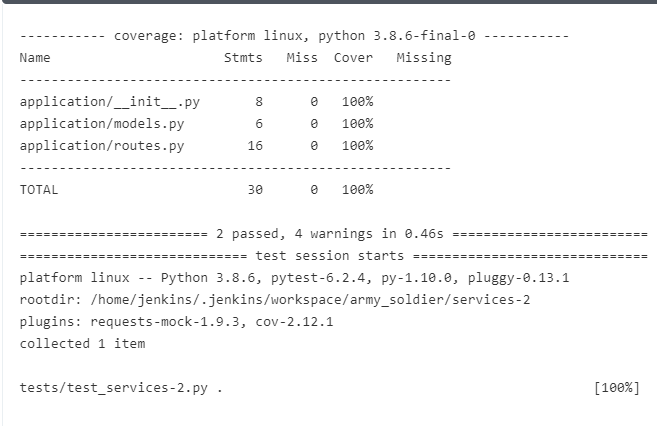 ----------- coverage: platform linux, python 3.8.6-final-0 -----------
Name                      Stmts   Miss  Cover   Missing
-------------------------------------------------------
application/__init__.py       8      0   100%
application/models.py         6      0   100%
application/routes.py        16      0   100%
-------------------------------------------------------
TOTAL                        30      0   100%
======================== 2 passed, 4 warnings in 0.46s =========================
============================= test session starts ==============================
platform linux -- Python 3.8.6, pytest-6.2.4, py-1.10.0, pluggy-0.13.1
rootdir: /home/jenkins/.jenkins/workspace/army_soldier/services-2
plugins: requests-mock-1.9.3, cov-2.12.1
collected 1 item
tests/test_services-2.py .                                               [100%]